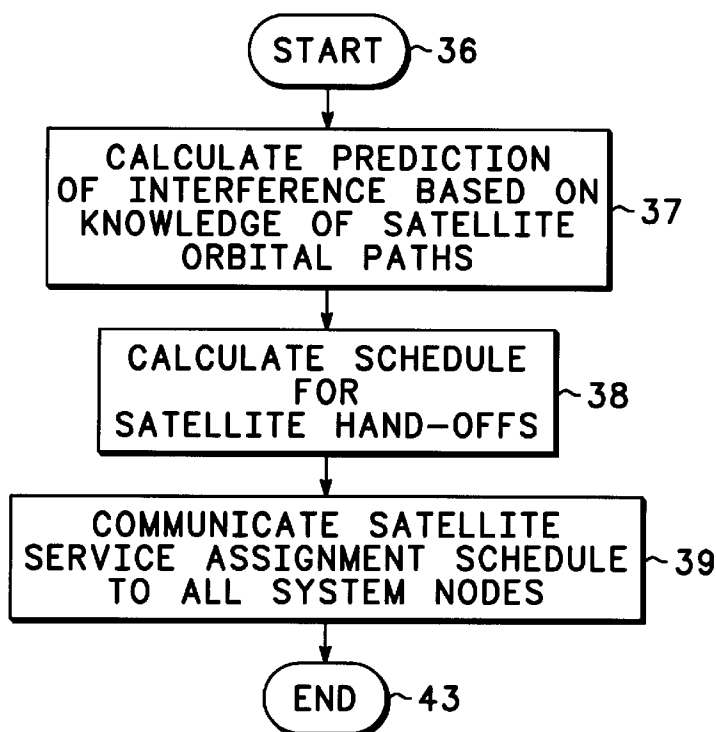 START 36
CALCULATE PREDICTION
OF INTERFERENCE BASED ON
KNOWLEDGE OF SATELLITE
ORBITAL PATHS
37
CALCULATE SCHEDULE
FOR
SATELLITE HAND-OFFS
38
COMMUNICATE SATELLITE
SERVICE ASSIGNMENT SCHEDULE
TO ALL SYSTEM NODES
39
END 43